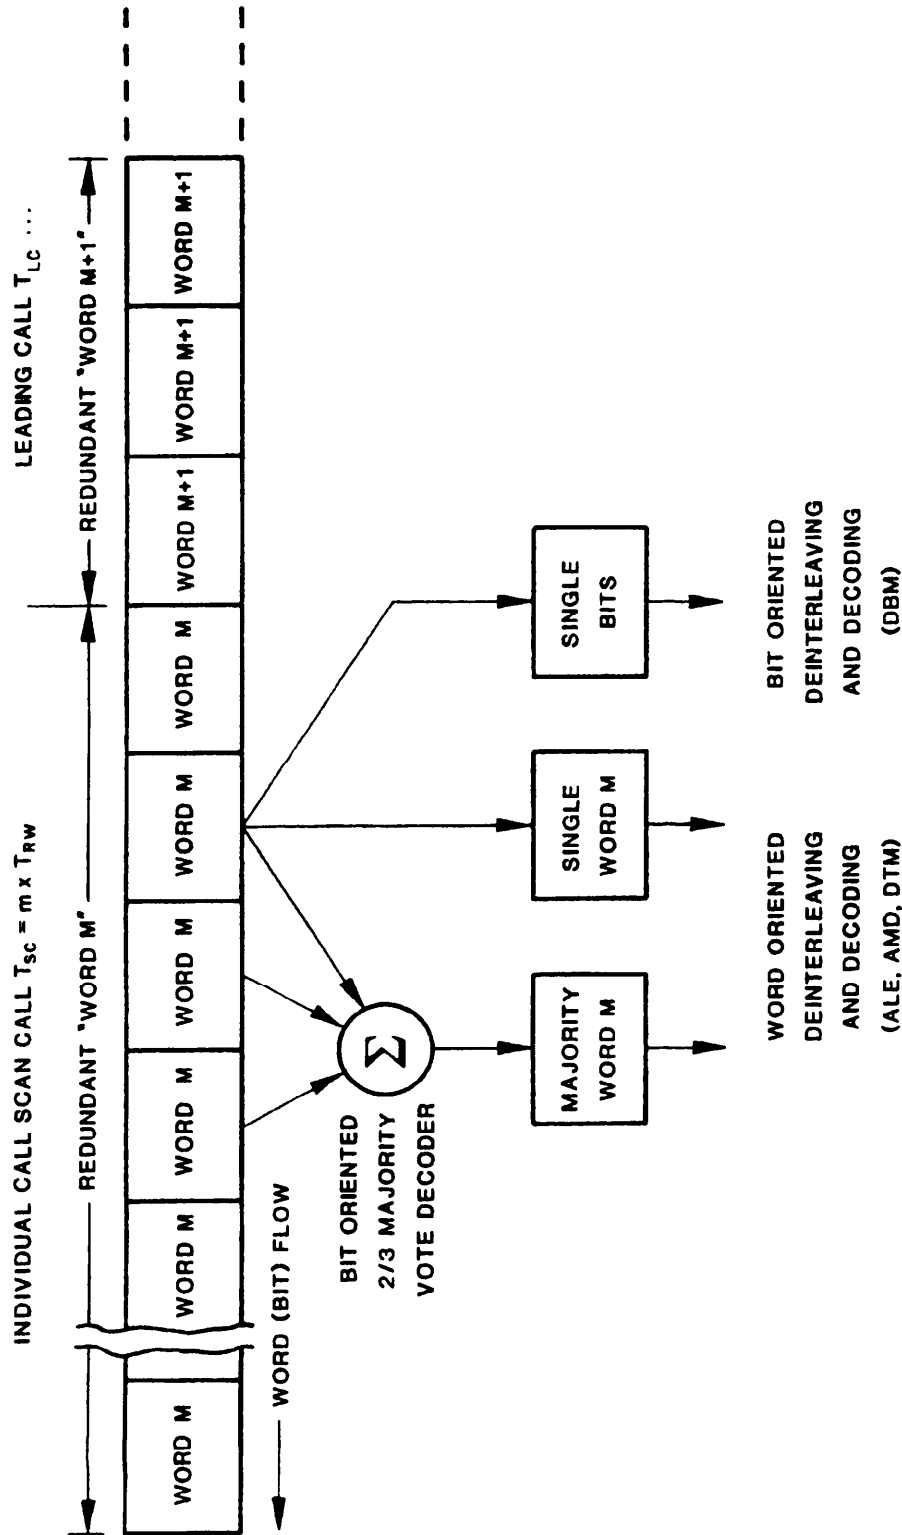 INDIVIDUAL CALL SCAN CALL T_SC = m x T_RW
LEADING CALL T_LC ...
REDUNDANT "WORD M"
REDUNDANT "WORD M+1"
WORD M
WORD M
WORD M
WORD M
WORD M
WORD M
WORD M+1
WORD M+1
WORD M+1
WORD (BIT) FLOW
BIT ORIENTED
2/3 MAJORITY
VOTE DECODER
Σ
MAJORITY
WORD M
SINGLE
WORD M
SINGLE
BITS
WORD ORIENTED
DEINTERLEAVING
AND DECODING
(ALE, AMD, DTM)
BIT ORIENTED
DEINTERLEAVING
AND DECODING
(DBM)